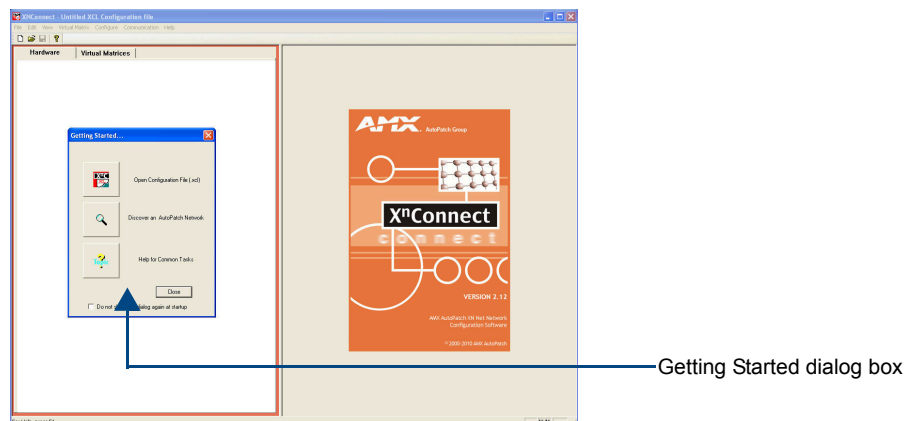 XNConnect - Untitled XCL Configuration file
File Edit View Virtual Matrix Configure Communication Help
Hardware
Virtual Matrices
Getting Started...
Open Configuration File (.xcl)
Discover an AutoPatch Network
Help for Common Tasks
Close
Do not dialog again at startup
AMX AutoPatch Group
XⁿConnect
connect
VERSION 2.12
AMX AutoPatch XN Net Network
Configuration Software
© 2000-2010 AMX AutoPatch
Getting Started dialog box